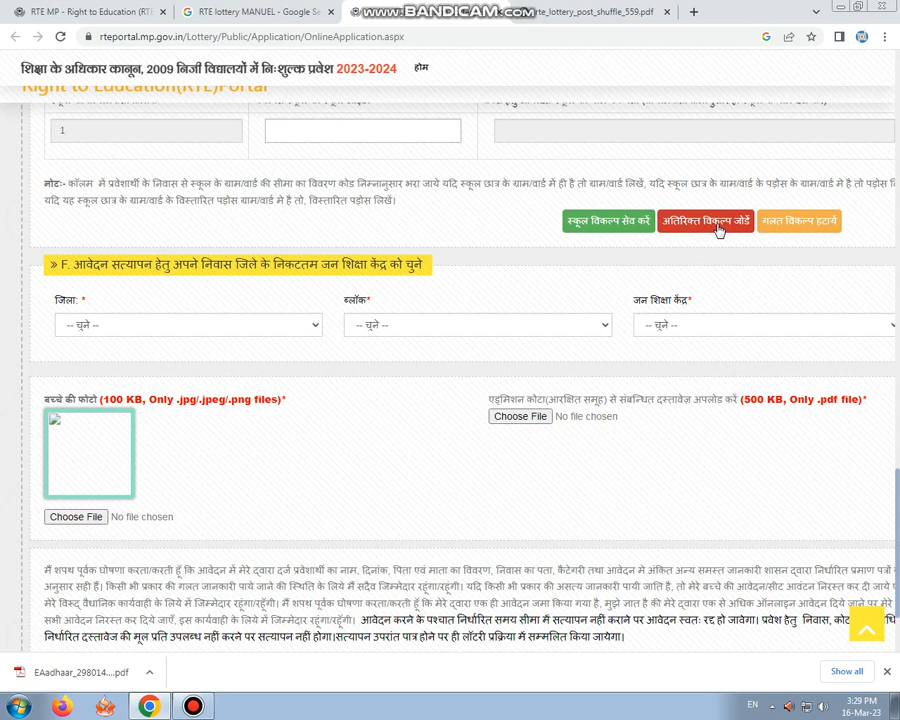 RTE MP - Right to Education (RTE
RTE lottery MANUEL - Google Se
WWW.BANDICAM.COM
rte_lottery_post_shuffle_559.pdf
rteportal.mp.gov.in/Lottery/Public/Application/OnlineApplication.aspx
शिक्षा के अधिकार कानून, 2009 निजी विद्यालयों में निःशुल्क प्रवेश 2023-2024 होम
Right to Education(RTE)Portal
1
नोटः- कॉलम में प्रवेशार्थी के निवास से स्कूल के ग्राम/वार्ड की सीमा का विवरण कोड निम्नानुसार भरा जाये यदि स्कूल छात्र के ग्राम/वार्ड में ही है तो ग्राम/वार्ड लिखें, यदि स्कूल छात्र के ग्राम/वार्ड के पड़ोस के ग्राम/वार्ड मे है तो पड़ोस लि
यदि यह स्कूल छात्र के ग्राम/वार्ड के विस्तारित पड़ोस ग्राम/वार्ड मे है तो, विस्तारित पड़ोस लिखें।
स्कूल विकल्प सेव करें अतिरिक्त विकल्प जोडें गलत विकल्प हटायें
» F. आवेदन सत्यापन हेतु अपने निवास जिले के निकटतम जन शिक्षा केंद्र को चुने
जिला: * ब्लॉक* जन शिक्षा केंद्र*
-- चुने -- -- चुने -- -- चुने --
बच्चे की फोटो (100 KB, Only .jpg/.jpeg/.png files)* एड्मिशन कोटा(आरक्षित समूह) से संबन्धित दस्तावेज़ अपलोड करें (500 KB, Only .pdf file)*
Choose File No file chosen
Choose File No file chosen
मैं शपथ पूर्वक घोषणा करता/करती हूँ कि आवेदन में मेरे द्वारा दर्ज प्रवेशार्थी का नाम, दिनांक, पिता एवं माता का विवरण, निवास का पता, कैटेगरी तथा आवेदन मे अंकित अन्य समस्त जानकारी शासन द्वारा निर्धारित प्रमाण पत्रों
अनुसार सही हैं। किसी भी प्रकार की गलत जानकारी पाये जाने की स्थिति के लिये मैं सदैव जिम्मेदार रहूंगा/रहूँगी। यदि किसी भी प्रकार की असत्य जानकारी पायी जाति है, तो मेरे बच्चे की आवेदन/सीट आवंटन निरस्त कर दी जाये
मेरे विरुद्ध वैधानिक कार्यवाही के लिये में जिम्मेदार रहूंगा/रहूँगी। मैं शपथ पूर्वक घोषणा करता/करती हूँ कि मेरे द्वारा एक ही आवेदन जमा किया गया है, मुझे ज्ञात है की मेरे द्वारा एक से अधिक ऑनलाइन आवेदन दिये जाने पर मेरे
सभी आवेदन निरस्त कर दिए जाएँ, इस कार्यवाही के लिये में जिम्मेदार रहूंगा/रहूँगी। आवेदन करने के पश्चात निर्धारित समय सीमा में सत्यापन नहीं कराने पर आवेदन स्वतः रद्द हो जावेगा। प्रवेश हेतु निवास, कोटा
निर्धारित दस्तावेज की मूल प्रति उपलब्ध नहीं करने पर सत्यापन नहीं होगा।सत्यापन उपरांत पात्र होने पर ही लॉटरी प्रक्रिया में सम्मलित किया जायेगा।
EAadhaar_298014....pdf Show all
EN 3:29 PM
16-Mar-23